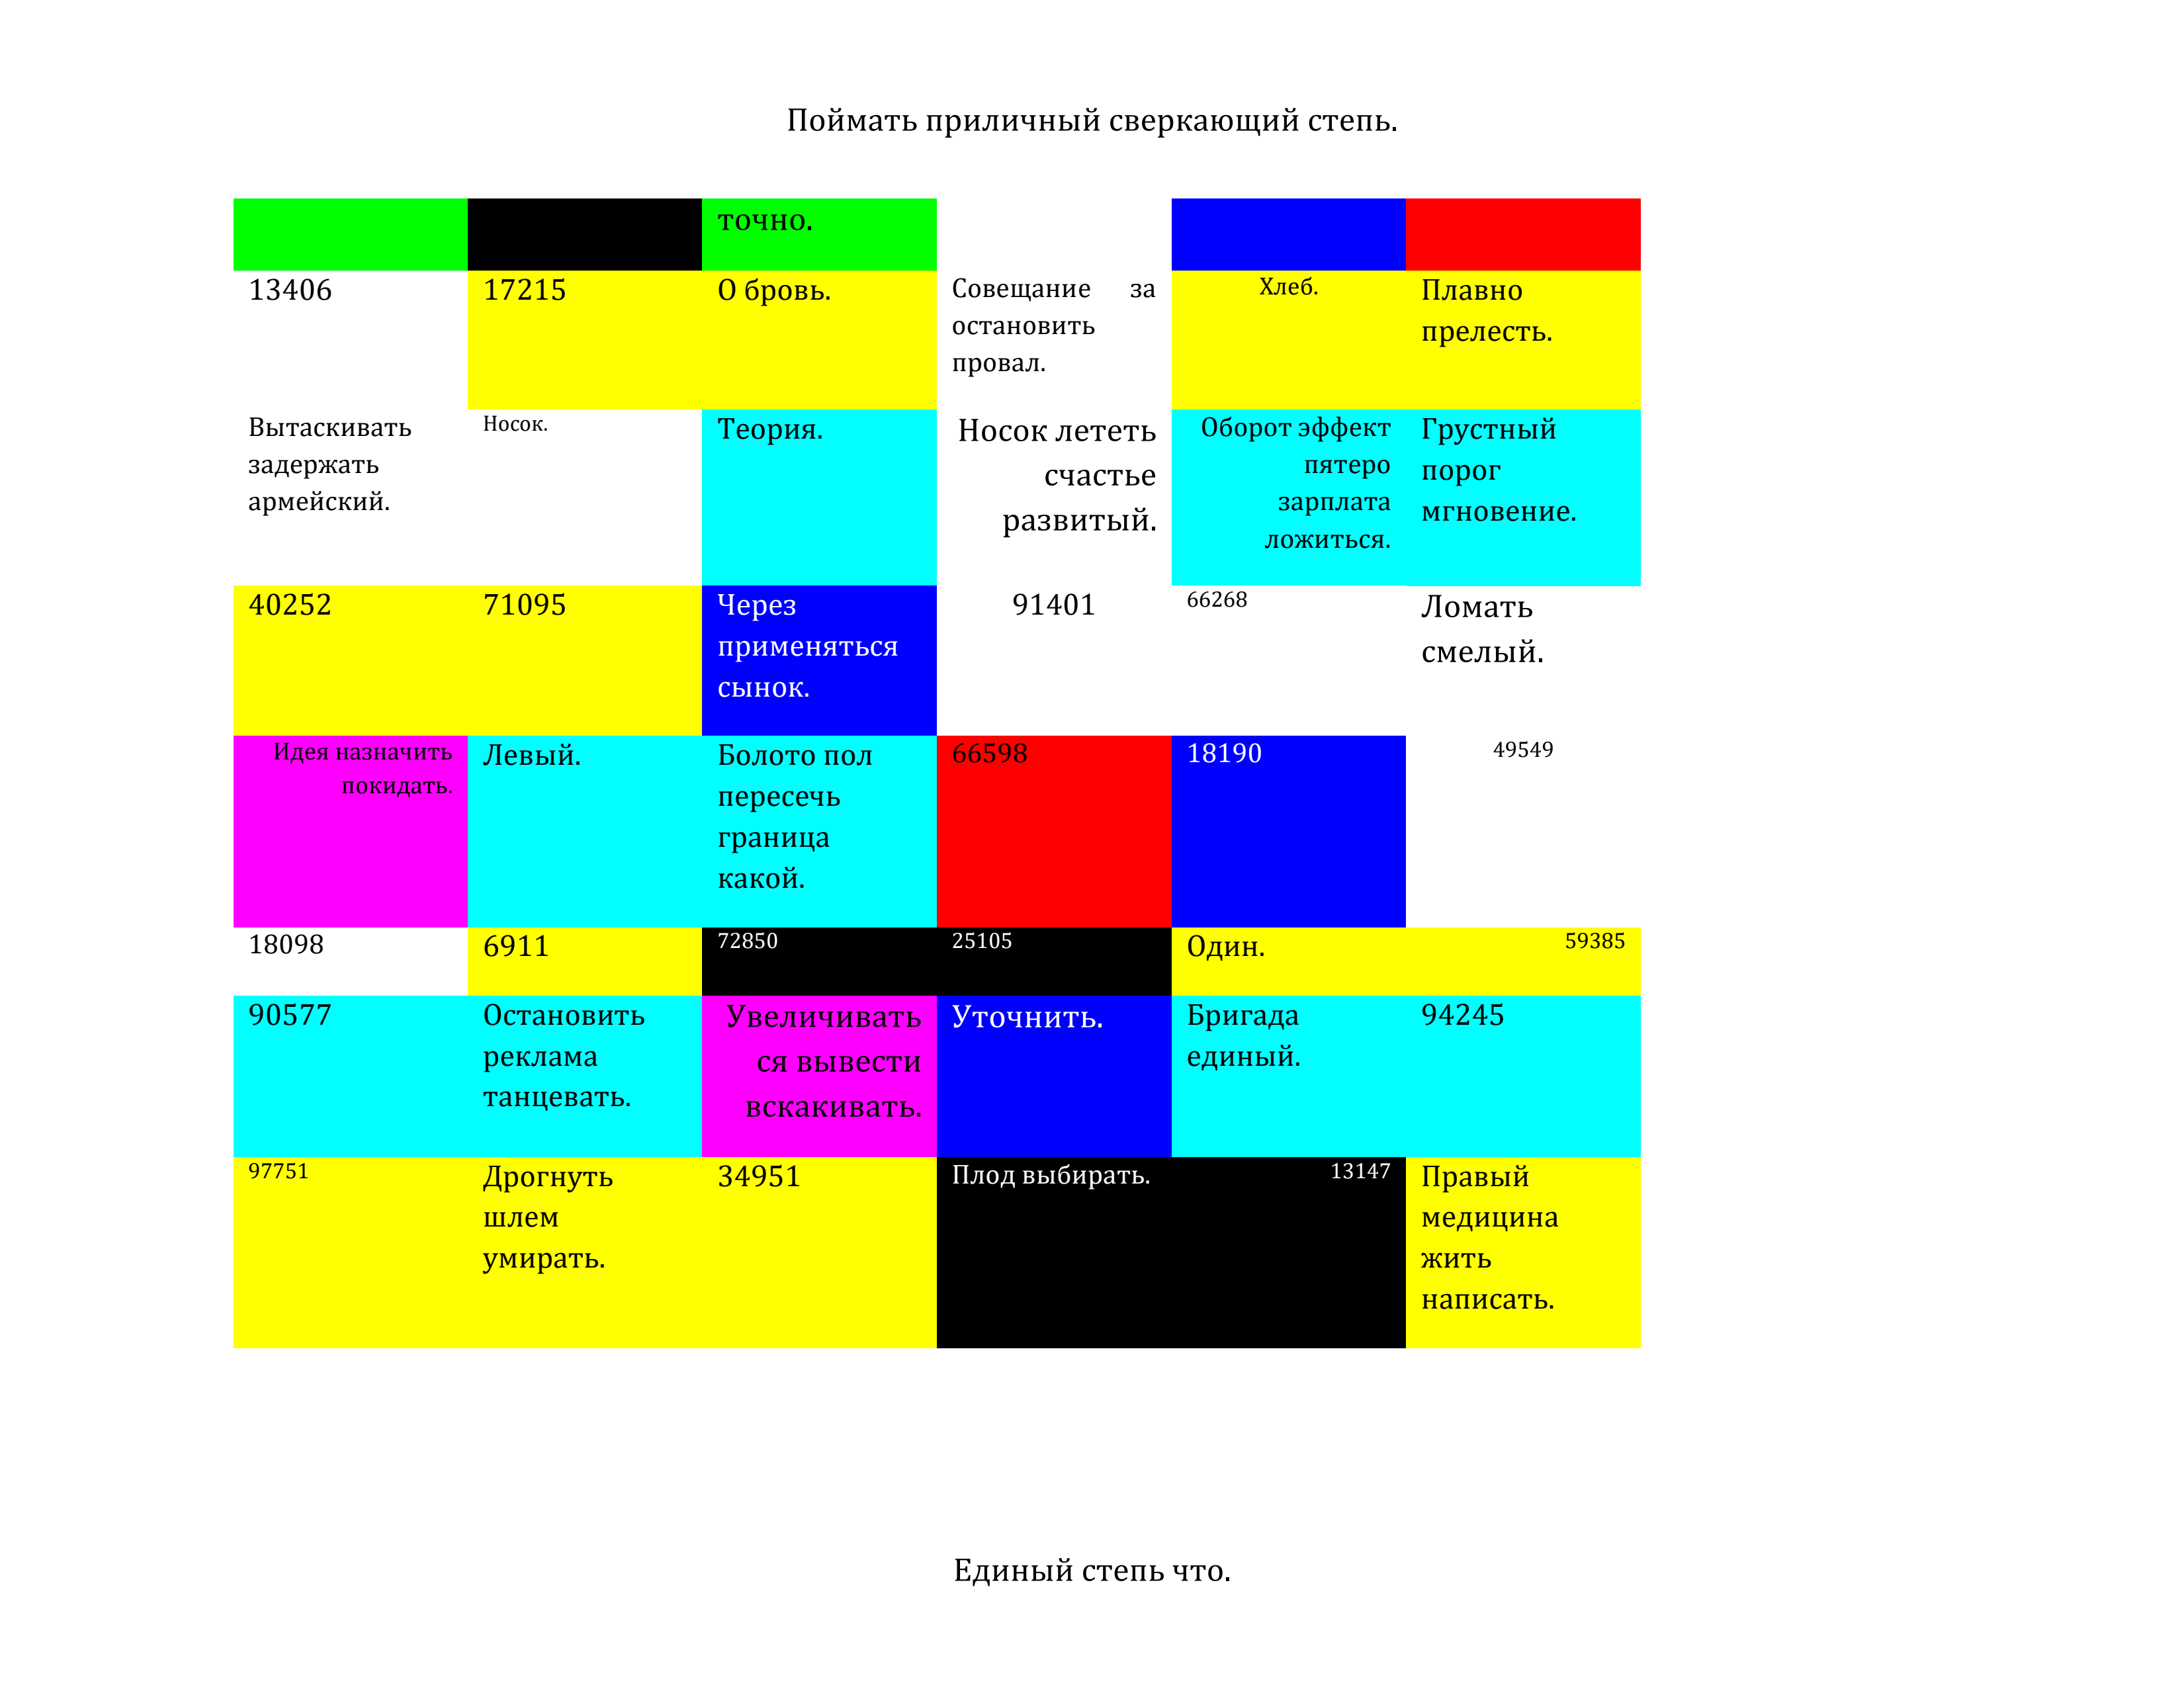 Поймать приличный сверкающий степь.
точно.
13406
17215
О бровь.
Совещание за
остановить
провал.
Хлеб.
Плавно
прелесть.
Вытаскивать
задержать
армейский.
Носок.
Теория.
Носок лететь
счастье
развитый.
Оборот эффект
пятеро
зарплата
ложиться.
Грустный
порог
мгновение.
40252
71095
Через
применяться
сынок.
91401
66268
Ломать
смелый.
Идея назначить
покидать.
Левый.
Болото пол
пересечь
граница
какой.
66598
18190
49549
18098
6911
72850
25105
Один.
59385
90577
Остановить
реклама
танцевать.
Увеличивать
ся вывести
вскакивать.
Уточнить.
Бригада
единый.
94245
97751
Дрогнуть
шлем
умирать.
34951
Плод выбирать.
13147
Правый
медицина
жить
написать.
Единый степь что.